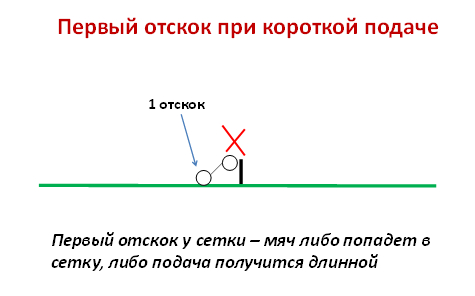 Первый отскок при короткой подаче
1 отскок
Первый отскок у сетки – мяч либо попадет в
сетку, либо подача получится длинной